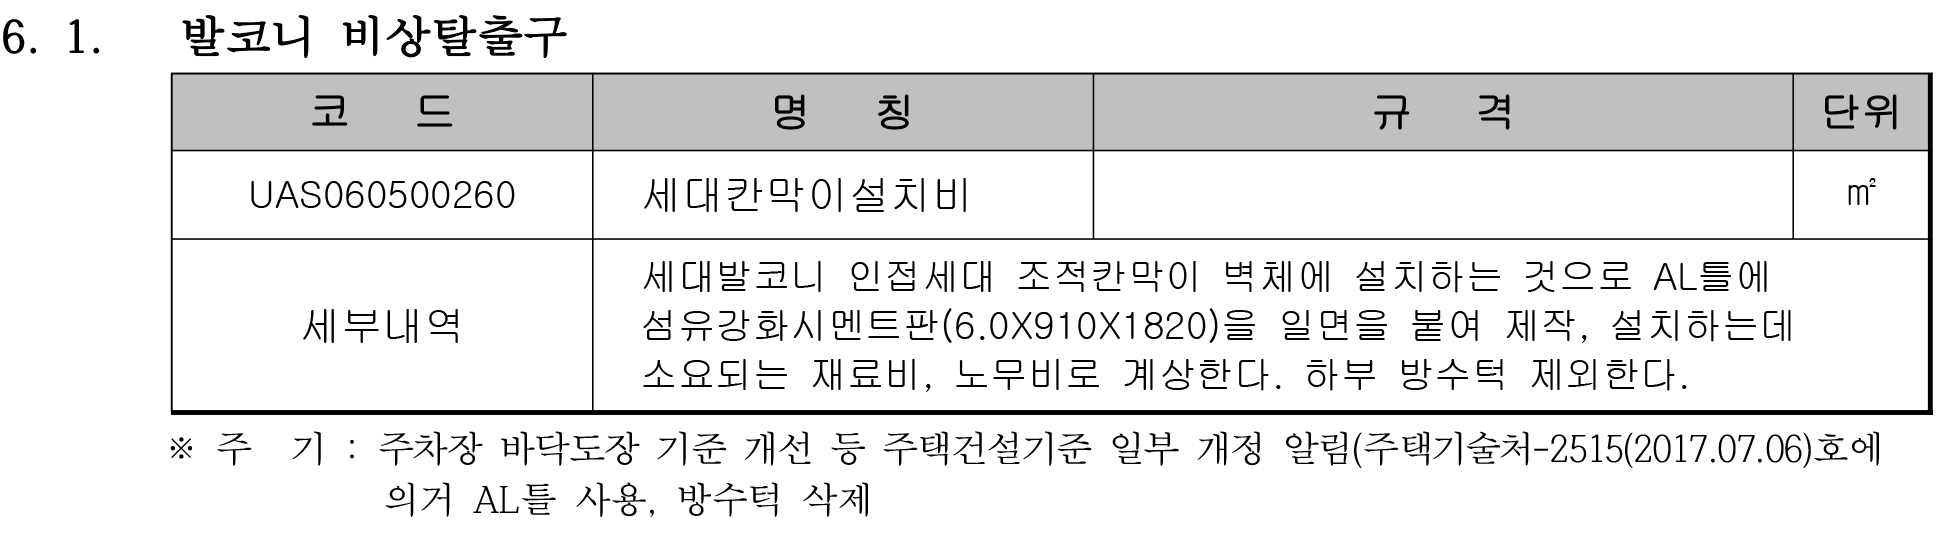 6. 1. 발코니 비상탈출구
코 드 명 칭 규 격 단위
UAS060500260 세대칸막이설치비 ㎡
세부내역
세대발코니 인접세대 조적칸막이 벽체에 설치하는 것으로 AL틀에
섬유강화시멘트판(6.0X910X1820)을 일면을 붙여 제작, 설치하는데
소요되는 재료비, 노무비로 계상한다. 하부 방수턱 제외한다.
※ 주 기 : 주차장 바닥도장 기준 개선 등 주택건설기준 일부 개정 알림(주택기술처-2515(2017.07.06)호에
의거 AL틀 사용, 방수턱 삭제